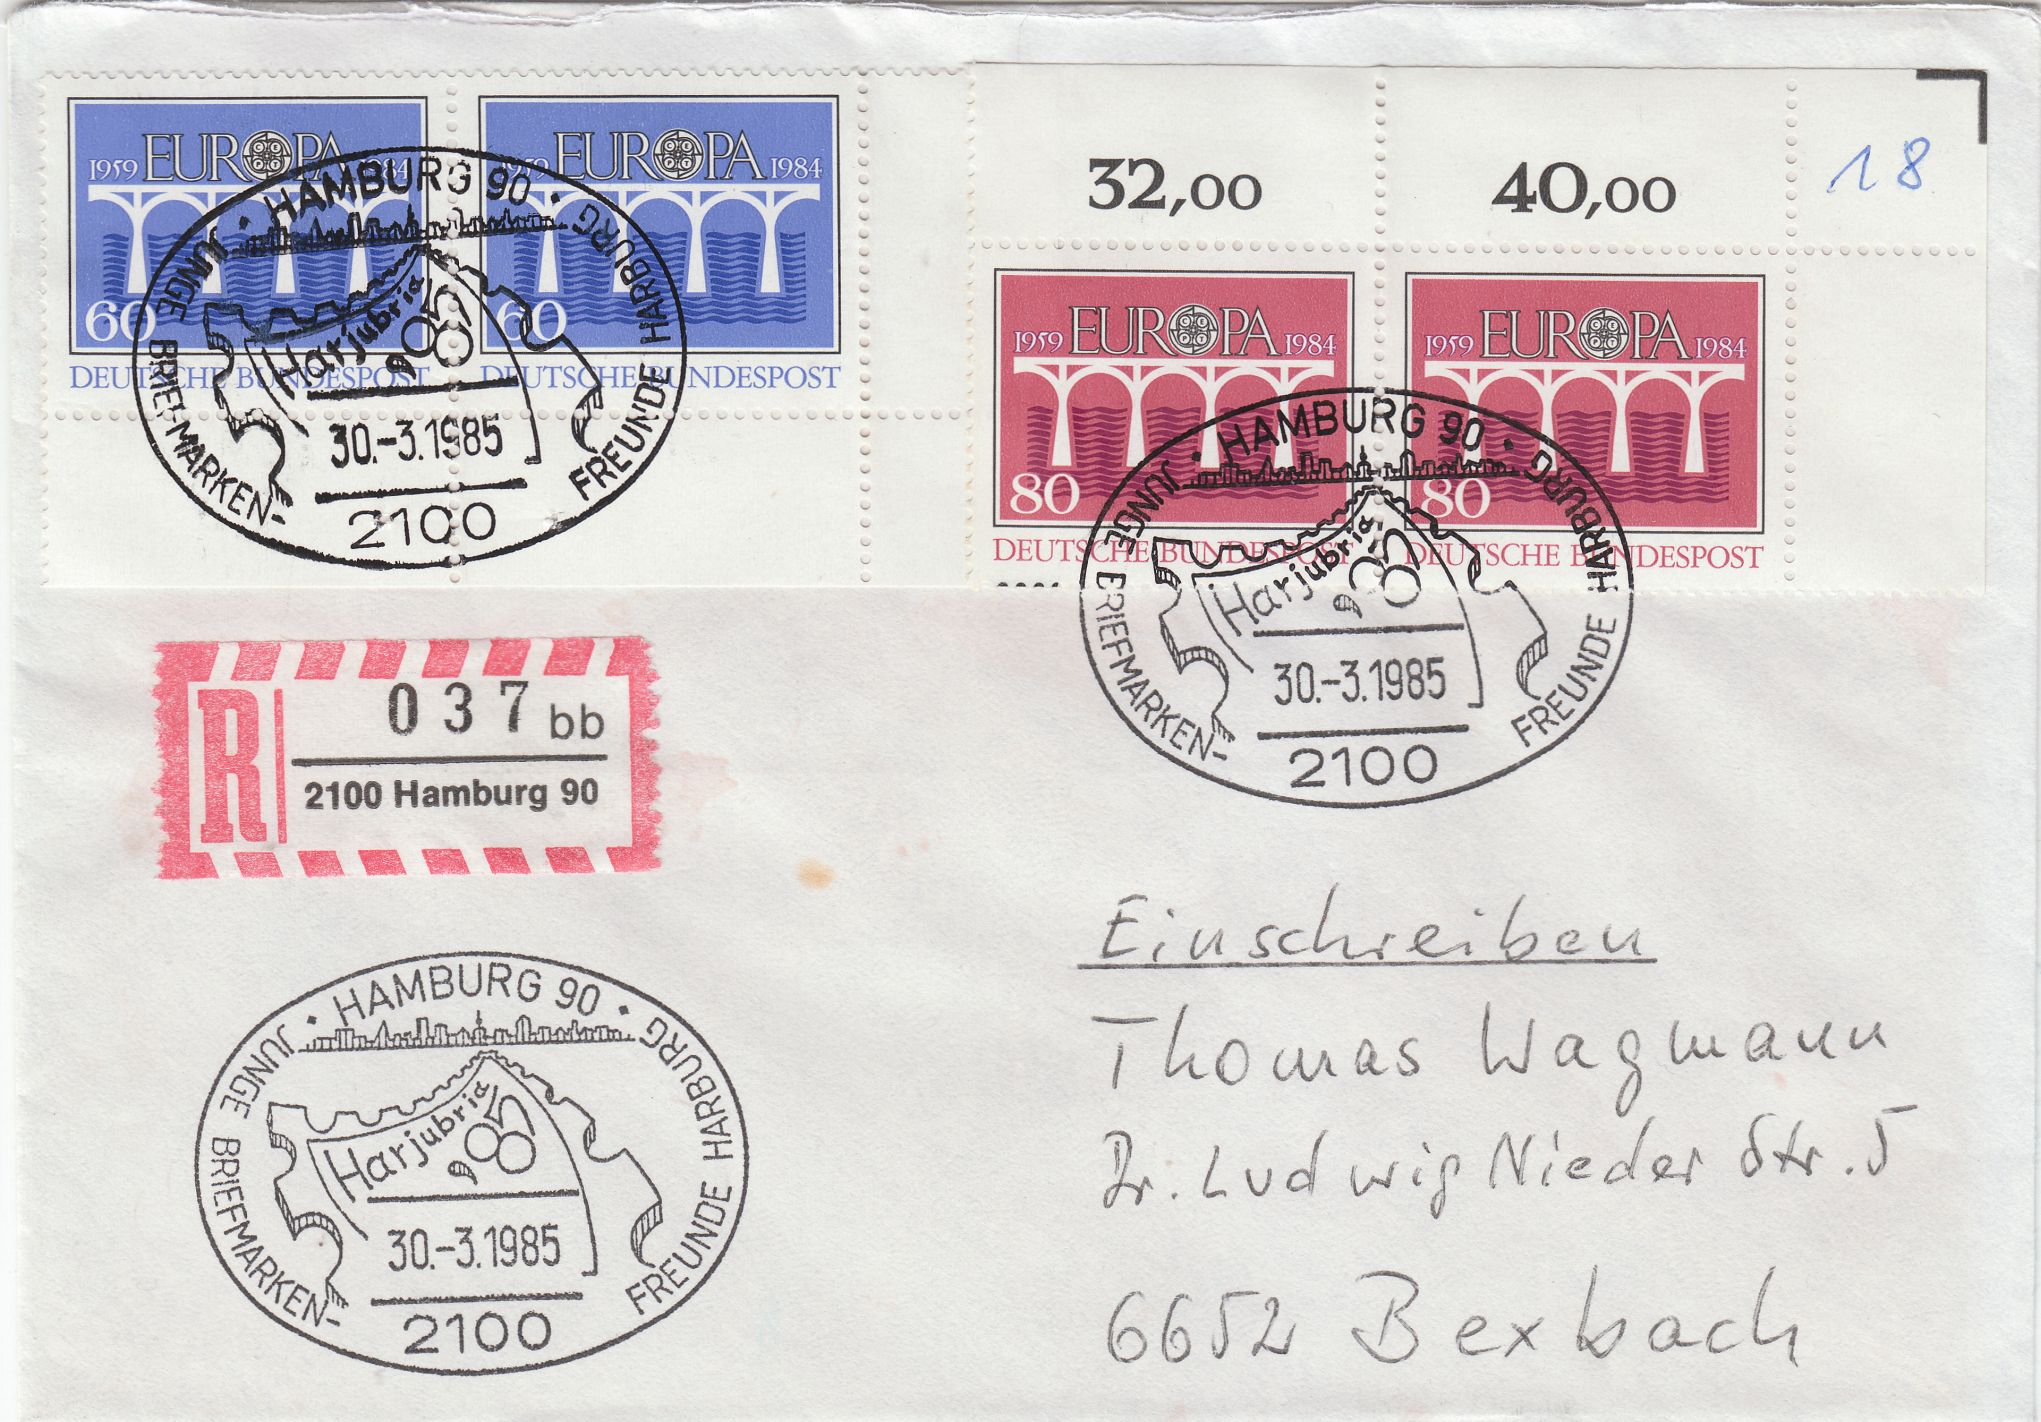 1959 EUROPA 1984
60
DEUTSCHE BUNDESPOST
1959 EUROPA 1984
60
DEUTSCHE BUNDESPOST
HAMBURG 90
JUNGE BRIEFMARKEN-FREUNDE HARBURG
Harjubria '85
30.-3.1985
2100
32,00 40,00 18
1959 EUROPA 1984
80
DEUTSCHE BUNDESPOST
1959 EUROPA 1984
80
DEUTSCHE BUNDESPOST
HAMBURG 90
JUNGE BRIEFMARKEN-FREUNDE HARBURG
Harjubria '85
30.-3.1985
2100
R 037 bb
2100 Hamburg 90
HAMBURG 90
JUNGE BRIEFMARKEN-FREUNDE HARBURG
Harjubria '85
30.-3.1985
2100
Einschreiben
Thomas Wagmann
Dr. Ludwig Nieder Str. 5
6652 Bexbach